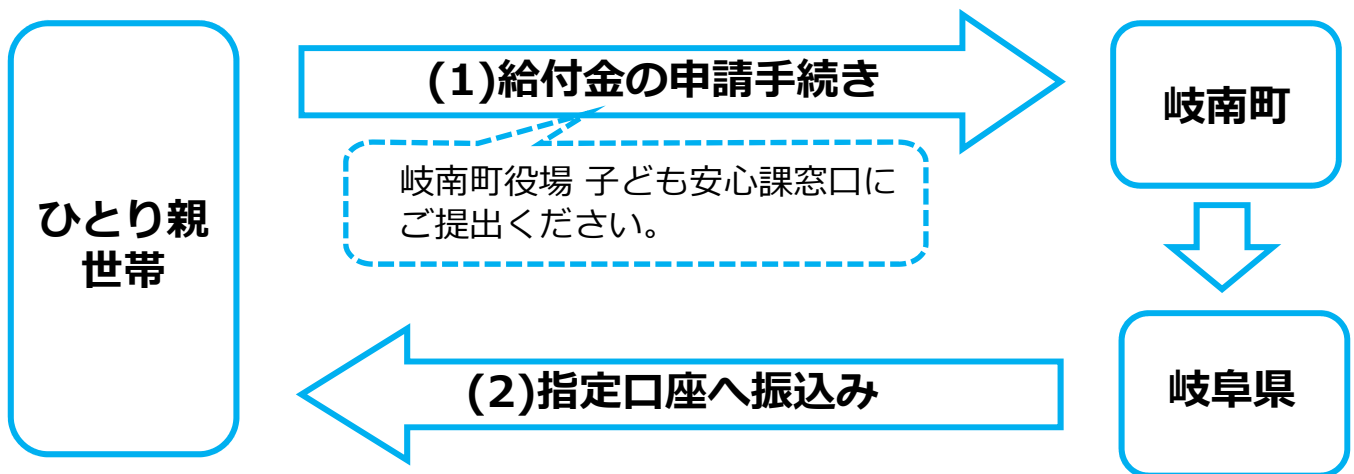 (1)給付金の申請手続き
岐南町
岐南町役場 子ども安心課窓口に
ご提出ください。
ひとり親
世帯
(2)指定口座へ振込み
岐阜県